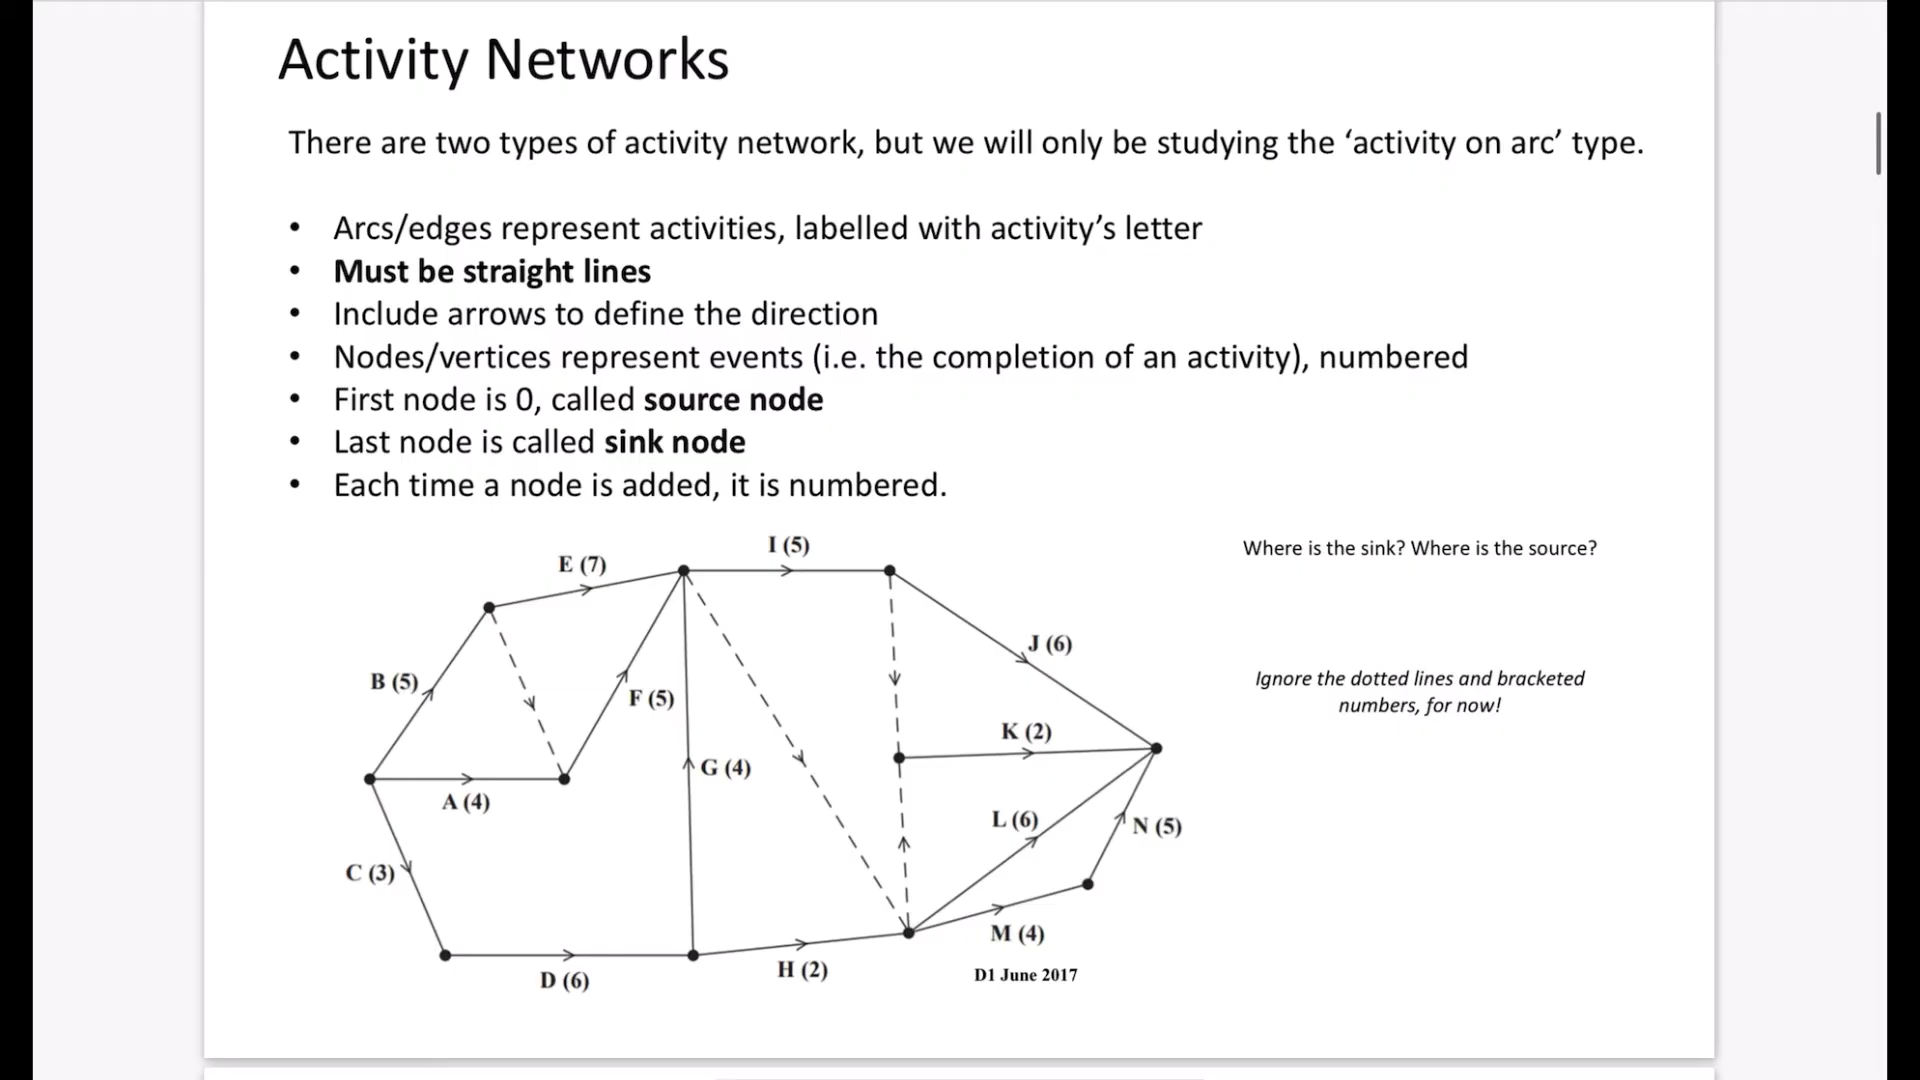 Activity Networks
There are two types of activity network, but we will only be studying the ‘activity on arc’ type.
• Arcs/edges represent activities, labelled with activity’s letter
• Must be straight lines
• Include arrows to define the direction
• Nodes/vertices represent events (i.e. the completion of an activity), numbered
• First node is 0, called source node
• Last node is called sink node
• Each time a node is added, it is numbered.
I (5)
Where is the sink? Where is the source?
E (7)
J (6)
B (5)
F (5)
Ignore the dotted lines and bracketed
numbers, for now!
K (2)
G (4)
A (4)
L (6)
N (5)
C (3)
M (4)
H (2)
D1 June 2017
D (6)